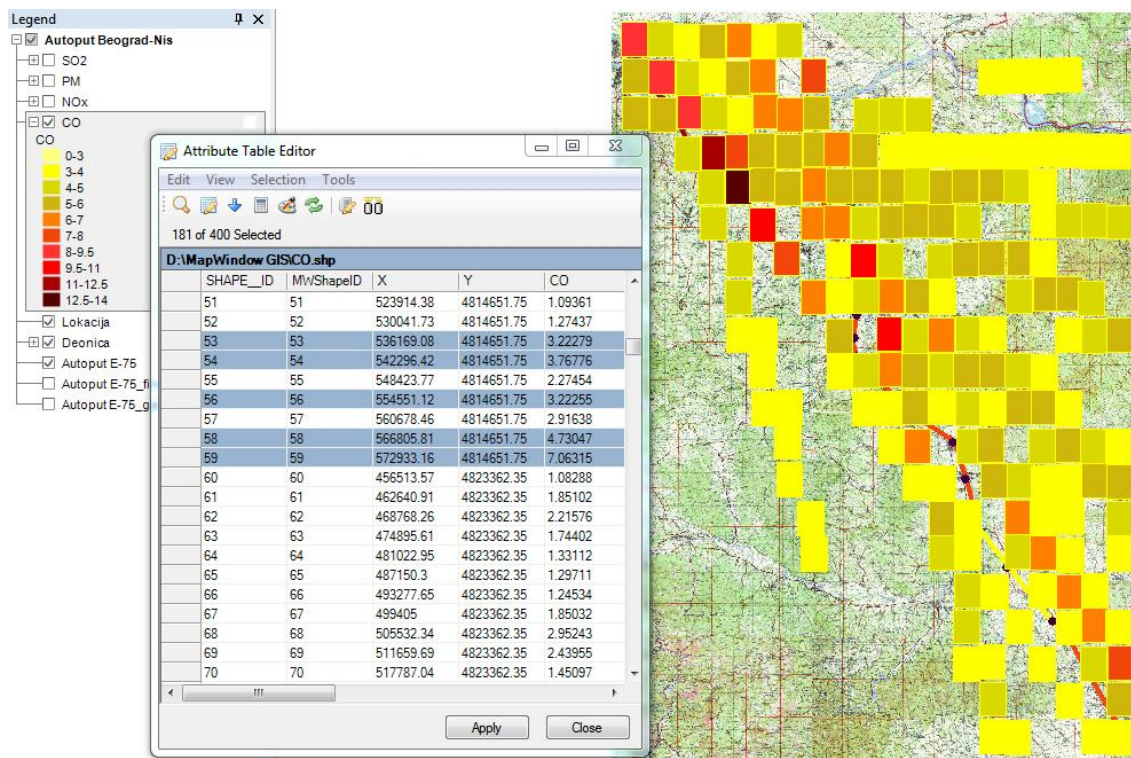 Legend
Autoput Beograd-Nis
SO2
PM
NOx
CO
CO
0-3
3-4
4-5
5-6
6-7
7-8
8-9.5
9.5-11
11-12.5
12.5-14
Lokacija
Deonica
Autoput E-75
Autoput E-75_fi
Autoput E-75_g
Attribute Table Editor
Edit View Selection Tools
181 of 400 Selected
D:\MapWindow GIS\CO.shp
SHAPE__ID MWShapeID X Y CO
51 51 523914.38 4814651.75 1.09361
52 52 530041.73 4814651.75 1.27437
53 53 536169.08 4814651.75 3.22279
54 54 542296.42 4814651.75 3.76776
55 55 548423.77 4814651.75 2.27454
56 56 554551.12 4814651.75 3.22255
57 57 560678.46 4814651.75 2.91638
58 58 566805.81 4814651.75 4.73047
59 59 572933.16 4814651.75 7.06315
60 60 456513.57 4823362.35 1.08288
61 61 462640.91 4823362.35 1.85102
62 62 468768.26 4823362.35 2.21576
63 63 474895.61 4823362.35 1.74402
64 64 481022.95 4823362.35 1.33112
65 65 487150.3 4823362.35 1.29711
66 66 493277.65 4823362.35 1.24534
67 67 499405 4823362.35 1.85032
68 68 505532.34 4823362.35 2.95243
69 69 511659.69 4823362.35 2.43955
70 70 517787.04 4823362.35 1.45097
Apply Close